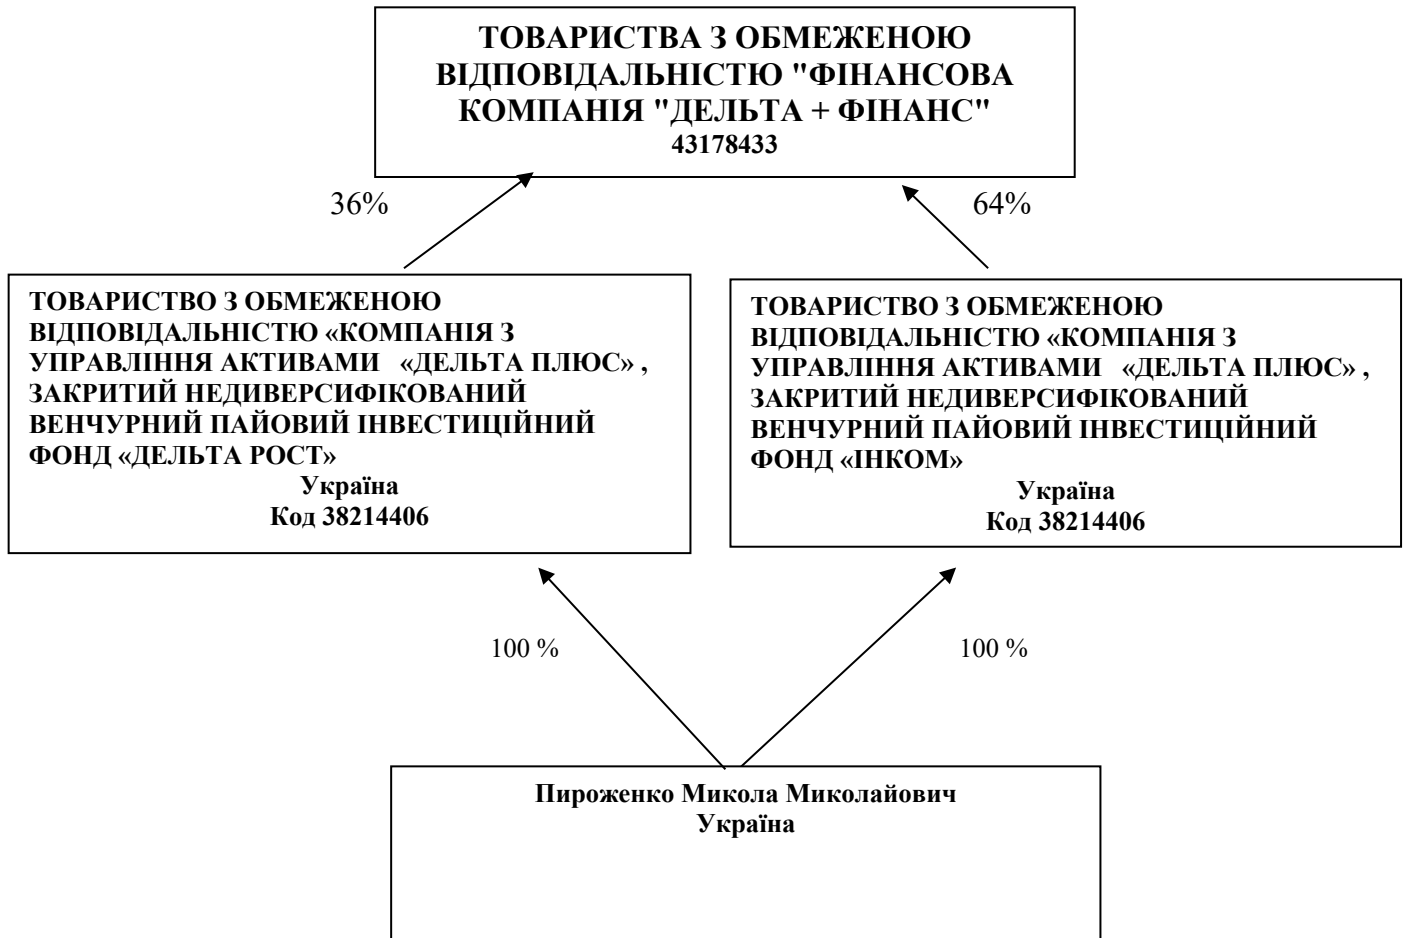 ТОВАРИСТВА З ОБМЕЖЕНОЮ
ВІДПОВІДАЛЬНІСТЮ "ФІНАНСОВА
КОМПАНІЯ "ДЕЛЬТА + ФІНАНС"
43178433
36%
64%
ТОВАРИСТВО З ОБМЕЖЕНОЮ
ВІДПОВІДАЛЬНІСТЮ «КОМПАНІЯ З
УПРАВЛІННЯ АКТИВАМИ «ДЕЛЬТА ПЛЮС» ,
ЗАКРИТИЙ НЕДИВЕРСИФІКОВАНИЙ
ВЕНЧУРНИЙ ПАЙОВИЙ ІНВЕСТИЦІЙНИЙ
ФОНД «ДЕЛЬТА РОСТ»
Україна
Код 38214406
ТОВАРИСТВО З ОБМЕЖЕНОЮ
ВІДПОВІДАЛЬНІСТЮ «КОМПАНІЯ З
УПРАВЛІННЯ АКТИВАМИ «ДЕЛЬТА ПЛЮС» ,
ЗАКРИТИЙ НЕДИВЕРСИФІКОВАНИЙ
ВЕНЧУРНИЙ ПАЙОВИЙ ІНВЕСТИЦІЙНИЙ
ФОНД «ІНКОМ»
Україна
Код 38214406
100 %
100 %
Пироженко Микола Миколайович
Україна